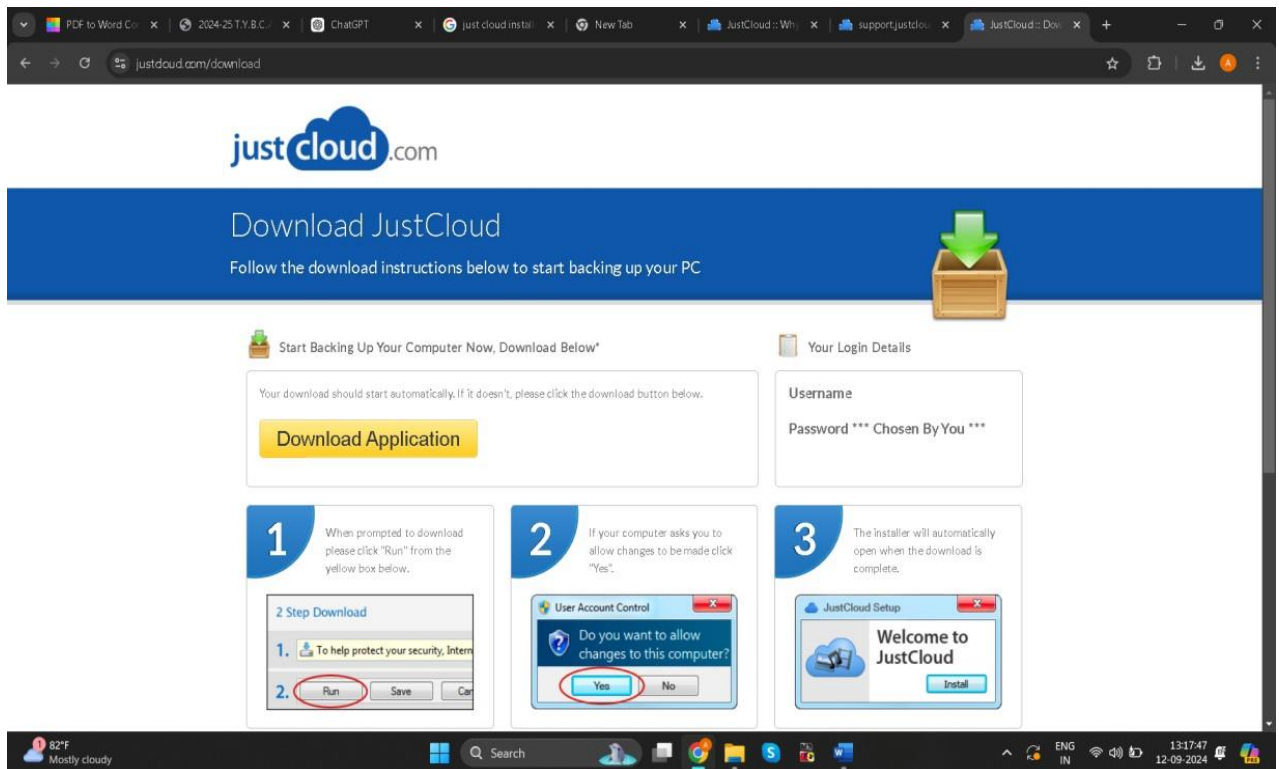 PDF to Word Co
2024-25 T.Y.B.C.
ChatGPT
just cloud install
New Tab
JustCloud :: Why
support.justclou
JustCloud :: Dow
justcloud.com/download
A
justcloud.com
Download JustCloud
Follow the download instructions below to start backing up your PC
Start Backing Up Your Computer Now, Download Below*
Your Login Details
Your download should start automatically. If it doesn't, please click the download button below.
Download Application
Username
Password *** Chosen By You ***
1
When prompted to download
please click "Run" from the
yellow box below.
2 Step Download
1. To help protect your security, Intern
2. Run Save Can
2
If your computer asks you to
allow changes to be made click
"Yes".
User Account Control
Do you want to allow
changes to this computer?
Yes No
3
The installer will automatically
open when the download is
complete.
JustCloud Setup
Welcome to
JustCloud
Install
1
82°F
Mostly cloudy
Search
ENG
IN
13:17:47
12-09-2024